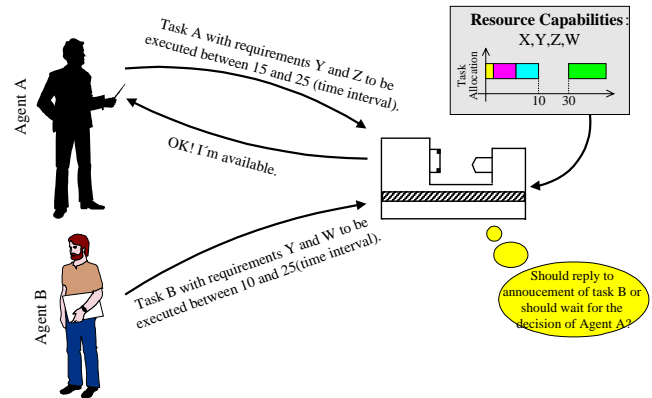 Resource Capabilities:
X,Y,Z,W
Task
Allocation
10
30
Agent A
Task A with requirements Y and Z to be
executed between 15 and 25 (time interval).
OK! I´m available.
Agent B
Task B with requirements Y and W to be
executed between 10 and 25(time interval).
Should reply to
annoucement of task B or
should wait for the
decision of Agent A?